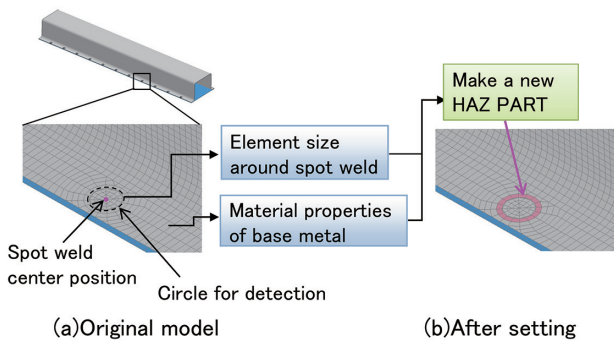 Make a new
HAZ PART
Element size
around spot weld
Material properties
of base metal
Spot weld
center position
Circle for detection
(a)Original model
(b)After setting